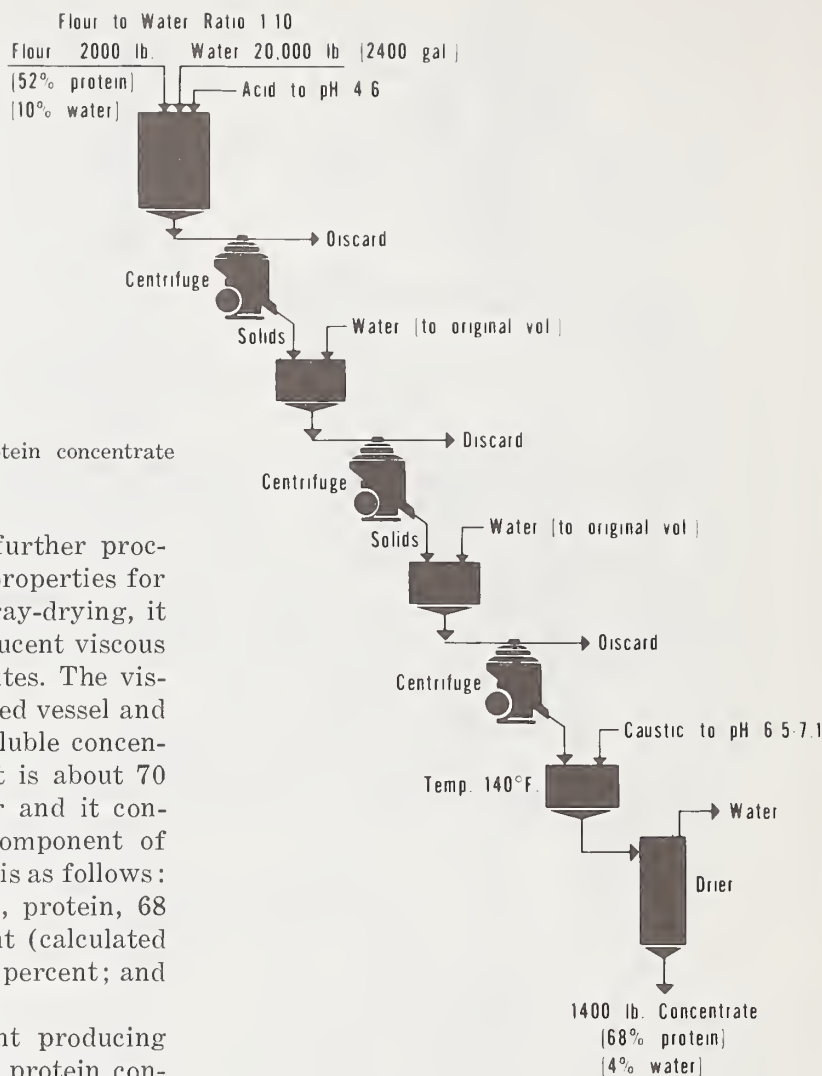 Flour to Water Ratio 1 10
Flour 2000 lb. Water 20,000 lb (2400 gal )
(52% protein)
(10% water)
Acid to pH 4 6
Discard
Centrifuge
Solids
Water (to original vol )
Discard
Centrifuge
Solids
Water (to original vol )
Discard
Centrifuge
Caustic to pH 6 5-7.1
Temp. 140°F.
Water
Drier
1400 lb. Concentrate
(68% protein)
(4% water)
tein concentrate
further proc-
properties for
ray-drying, it
ucent viscous
tes. The vis-
ed vessel and
luble concen-
t is about 70
r and it con-
omponent of
is as follows:
, protein, 68
nt (calculated
percent; and
nt producing
protein con-